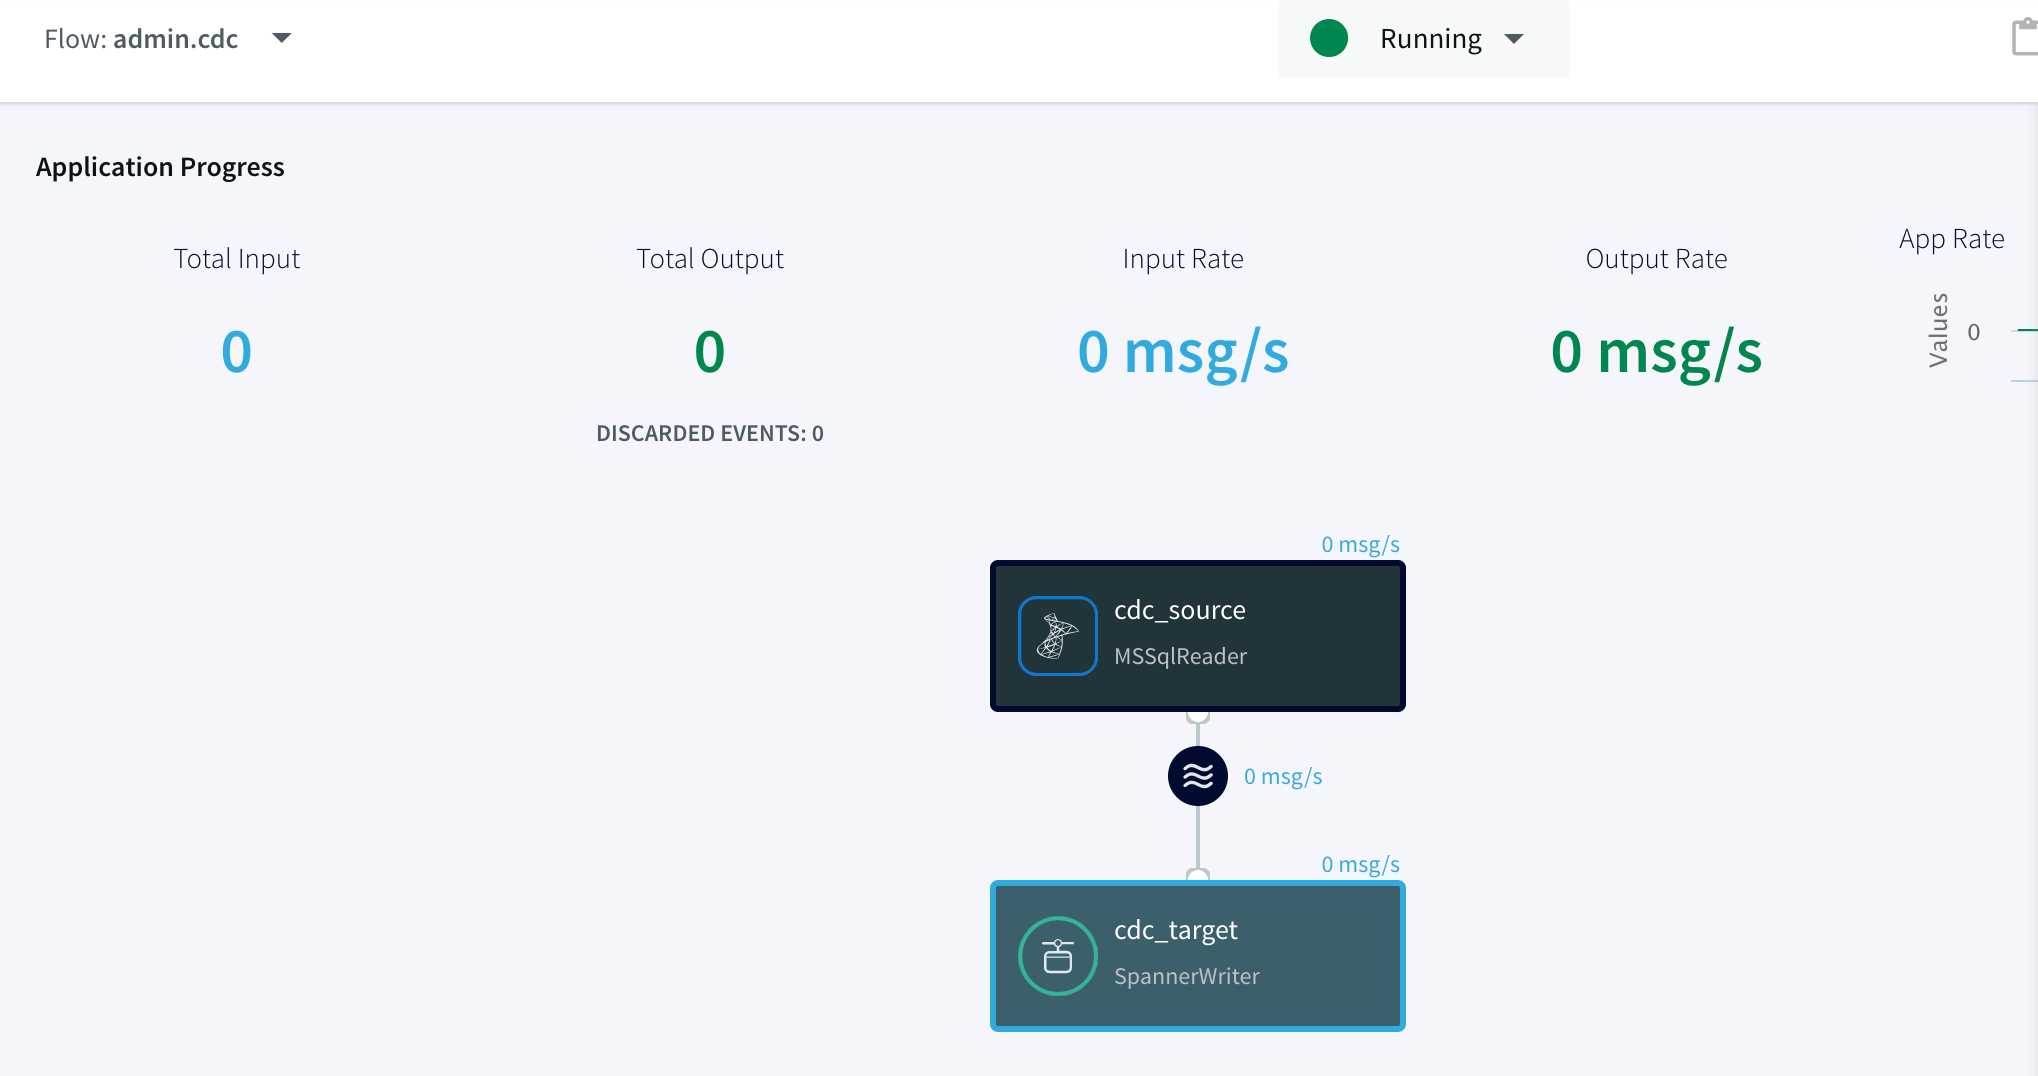 Flow: admin.cdc
Running
Application Progress
Total Input
Total Output
Input Rate
Output Rate
App Rate
0
0
0 msg/s
0 msg/s
Values
0
DISCARDED EVENTS: 0
0 msg/s
cdc_source
MSSqlReader
0 msg/s
0 msg/s
cdc_target
SpannerWriter